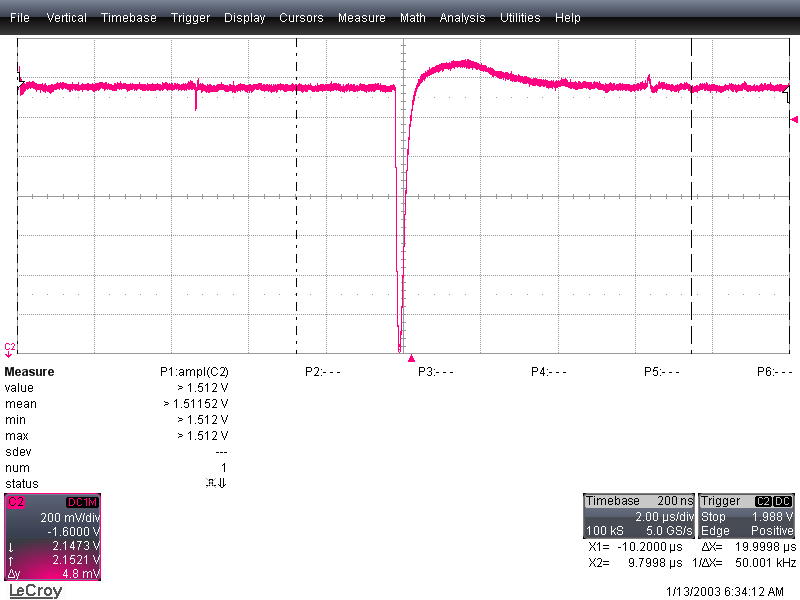 File Vertical Timebase Trigger Display Cursors Measure Math Analysis Utilities Help
C2
Measure P1:ampl(C2) P2:- - - P3:- - - P4:- - - P5:- - - P6:- - -
value > 1.512 V
mean > 1.51152 V
min > 1.512 V
max > 1.512 V
sdev ---
num 1
status
C2 DC1M
200 mV/div
-1.6000 V
↓ 2.1473 V
↑ 2.1521 V
Δy 4.8 mV
Timebase 200 ns
2.00 µs/div
100 kS 5.0 GS/s
Trigger C2 DC
Stop 1.988 V
Edge Positive
X1= -10.2000 µs ΔX= 19.9998 µs
X2= 9.7998 µs 1/ΔX= 50.001 kHz
LeCroy
1/13/2003 6:34:12 AM